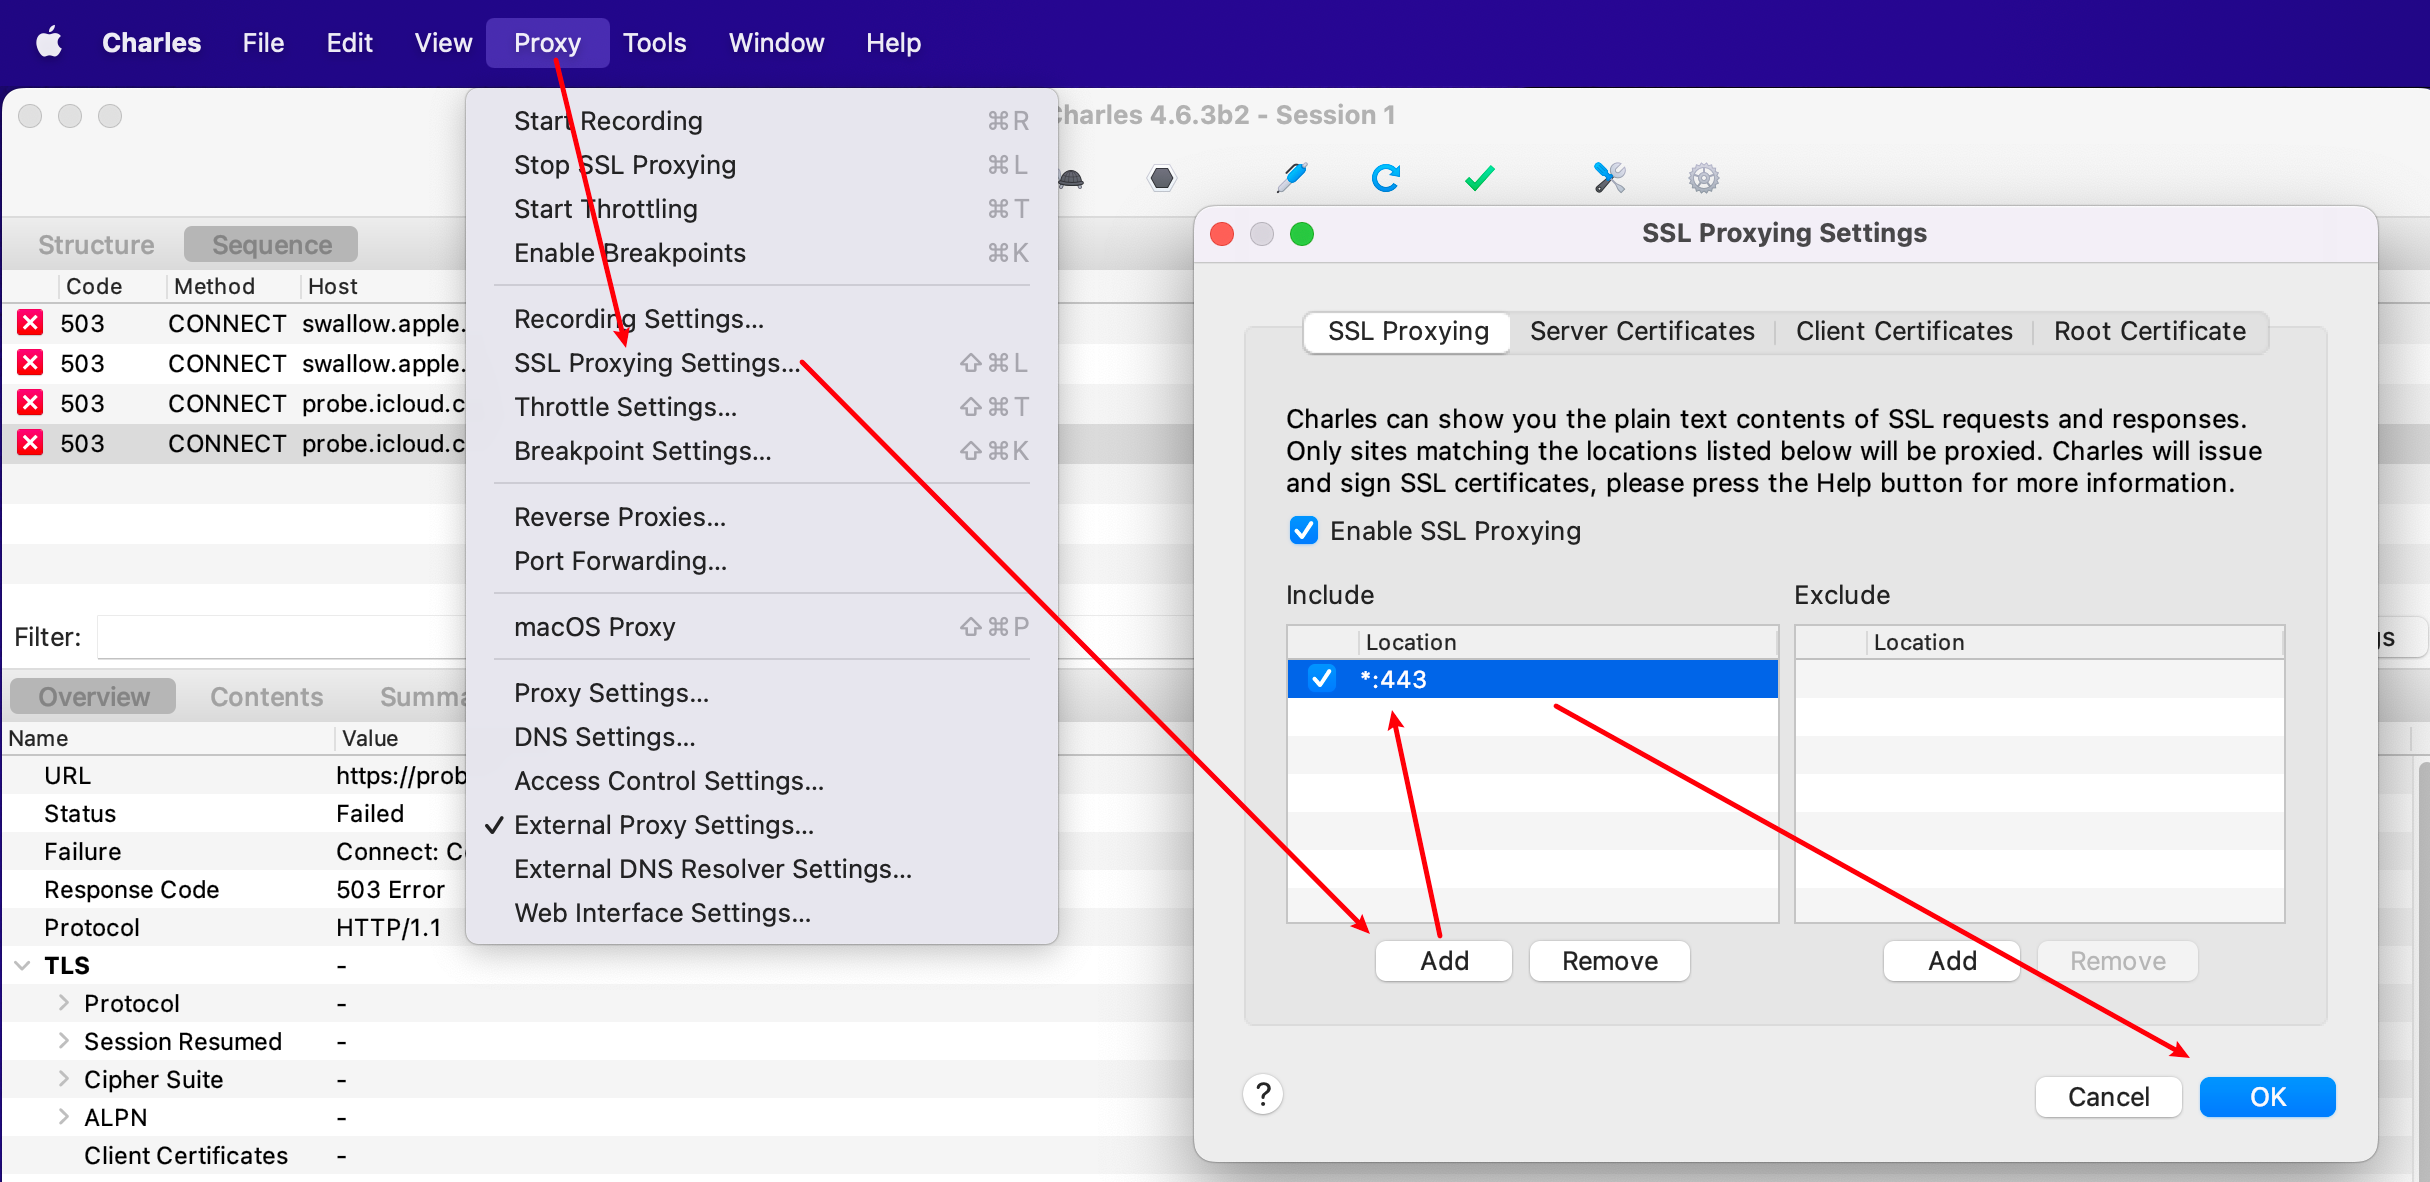 Charles File Edit View Proxy Tools Window Help
Charles 4.6.3b2 - Session 1
Start Recording ⌘R
Stop SSL Proxying ⌘L
Start Throttling ⌘T
Enable Breakpoints ⌘K
Recording Settings...
SSL Proxying Settings... ⇧⌘L
Throttle Settings... ⇧⌘T
Breakpoint Settings... ⇧⌘K
Reverse Proxies...
Port Forwarding...
macOS Proxy ⇧⌘P
Proxy Settings...
DNS Settings...
Access Control Settings...
✓ External Proxy Settings...
External DNS Resolver Settings...
Web Interface Settings...
Structure Sequence
Code Method Host
503 CONNECT swallow.apple.
503 CONNECT swallow.apple.
503 CONNECT probe.icloud.c
503 CONNECT probe.icloud.c
Filter:
Overview Contents Summa
Name Value
URL https://prob
Status Failed
Failure Connect: Co
Response Code 503 Error
Protocol HTTP/1.1
TLS -
Protocol -
Session Resumed -
Cipher Suite -
ALPN -
Client Certificates -
SSL Proxying Settings
SSL Proxying Server Certificates Client Certificates Root Certificate
Charles can show you the plain text contents of SSL requests and responses.
Only sites matching the locations listed below will be proxied. Charles will issue
and sign SSL certificates, please press the Help button for more information.
Enable SSL Proxying
Include Exclude
Location Location
*:443
Add Remove Add Remove
? Cancel OK